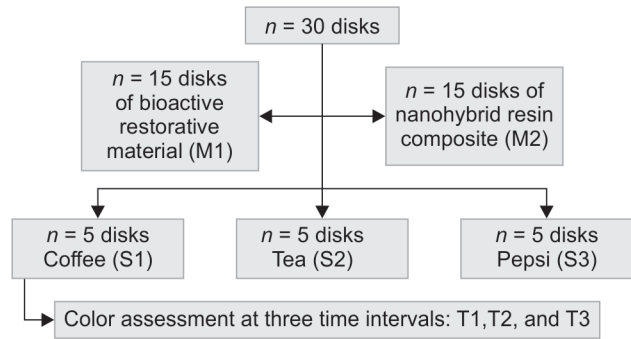 n = 30 disks
n = 15 disks
of bioactive
restorative
material (M1)
n = 15 disks of
nanohybrid resin
composite (M2)
n = 5 disks
Coffee (S1)
n = 5 disks
Tea (S2)
n = 5 disks
Pepsi (S3)
Color assessment at three time intervals: T1,T2, and T3